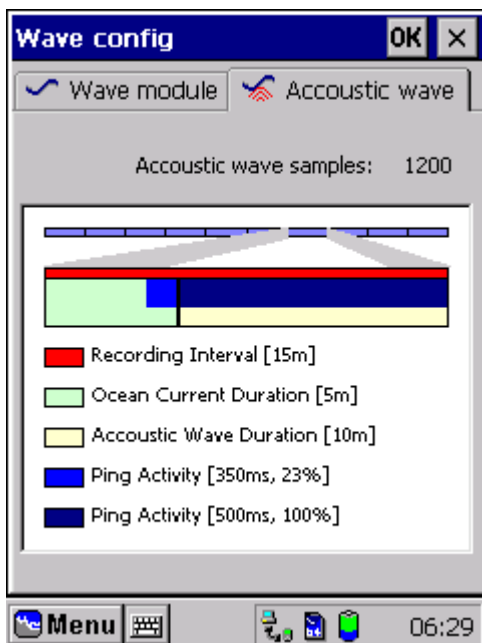 Wave config OK ×
Wave module Accoustic wave
Accoustic wave samples: 1200
Recording Interval [15m]
Ocean Current Duration [5m]
Accoustic Wave Duration [10m]
Ping Activity [350ms, 23%]
Ping Activity [500ms, 100%]
Menu 06:29